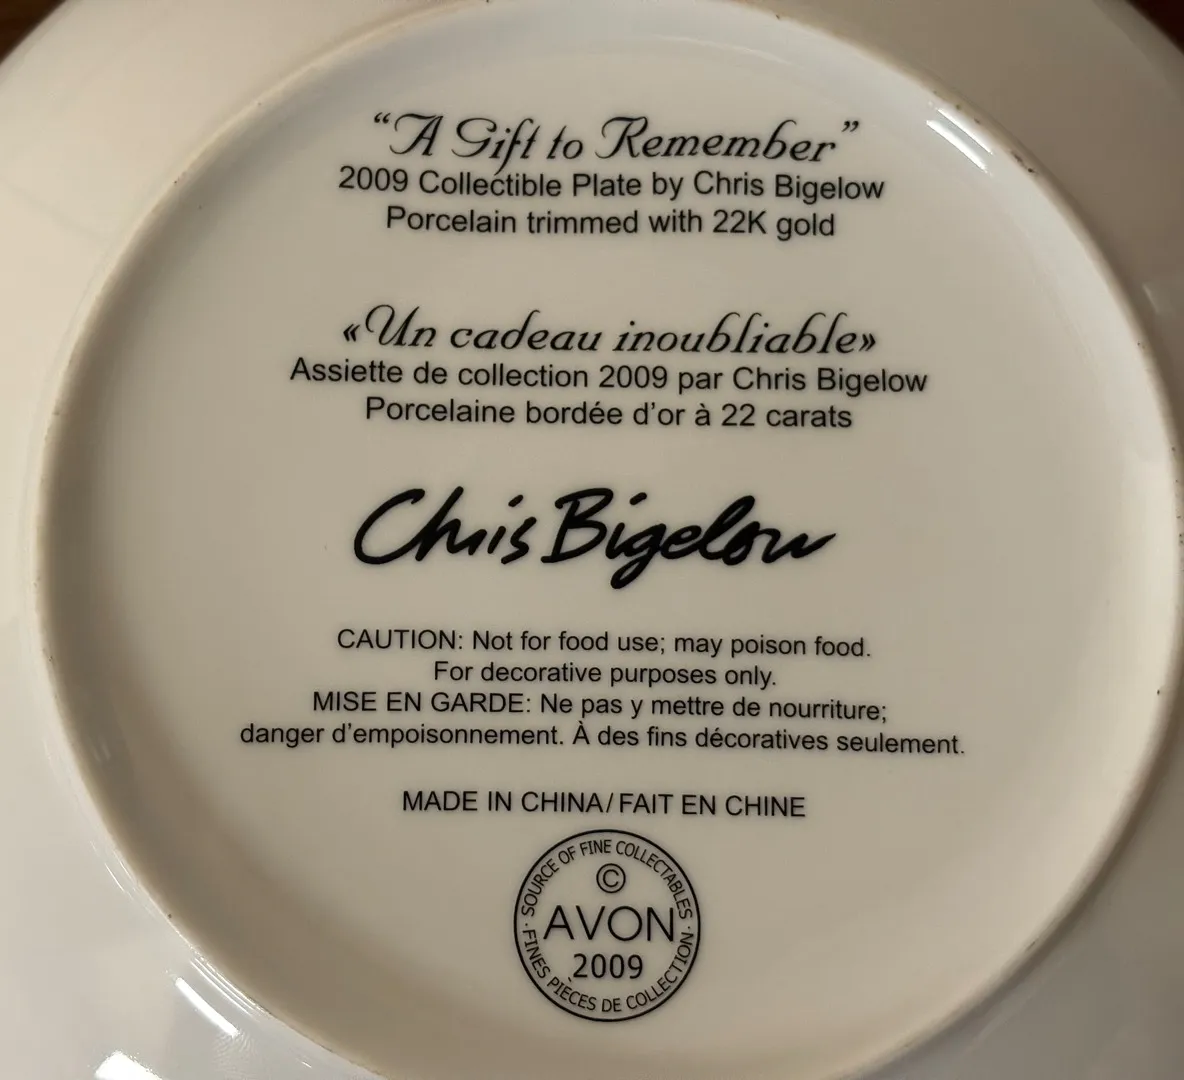 “A Gift to Remember”
2009 Collectible Plate by Chris Bigelow
Porcelain trimmed with 22K gold
«Un cadeau inoubliable»
Assiette de collection 2009 par Chris Bigelow
Porcelaine bordée d’or à 22 carats
Chris Bigelow
CAUTION: Not for food use; may poison food.
For decorative purposes only.
MISE EN GARDE: Ne pas y mettre de nourriture;
danger d’empoisonnement. À des fins décoratives seulement.
MADE IN CHINA/FAIT EN CHINE
· SOURCE OF FINE COLLECTABLES ·
©
AVON
2009
FINES PIÈCES DE COLLECTION